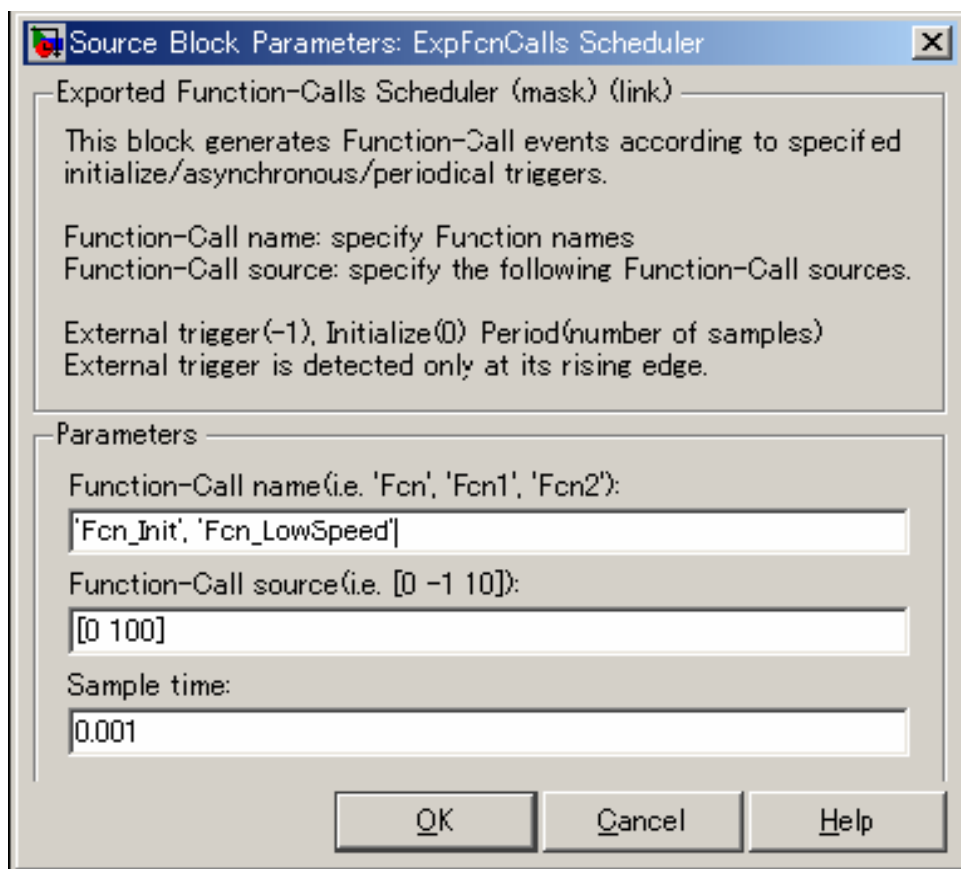 Source Block Parameters: ExpFcnCalls Scheduler
Exported Function-Calls Scheduler (mask) (link)
This block generates Function-Call events according to specified
initialize/asynchronous/periodical triggers.
Function-Call name: specify Function names
Function-Call source: specify the following Function-Call sources.
External trigger(-1), Initialize(0) Period(number of samples)
External trigger is detected only at its rising edge.
Parameters
Function-Call name(i.e. 'Fcn', 'Fcn1', 'Fcn2'):
'Fcn_Init', 'Fcn_LowSpeed'
Function-Call source(i.e. [0 -1 10]):
[0 100]
Sample time:
0.001
OK Cancel Help